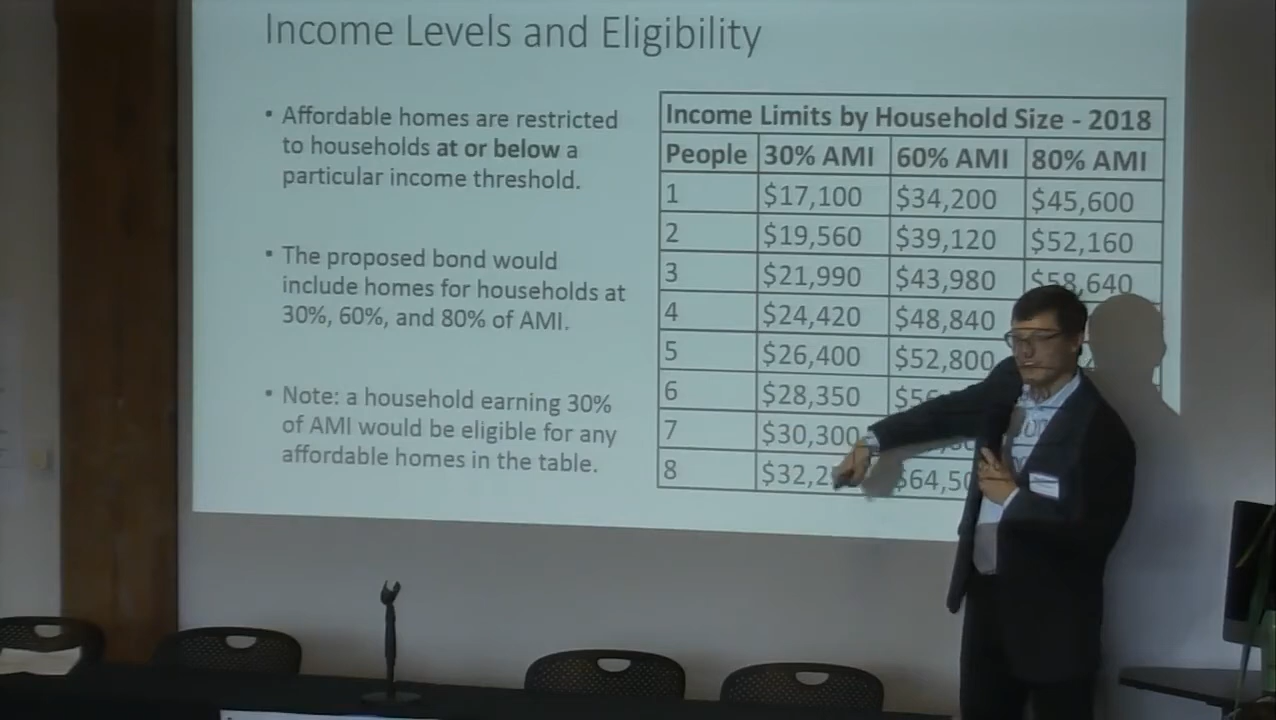 Income Levels and Eligibility
• Affordable homes are restricted
to households at or below a
particular income threshold.
• The proposed bond would
include homes for households at
30%, 60%, and 80% of AMI.
• Note: a household earning 30%
of AMI would be eligible for any
affordable homes in the table.
Income Limits by Household Size - 2018
People 30% AMI 60% AMI 80% AMI
1 $17,100 $34,200 $45,600
2 $19,560 $39,120 $52,160
3 $21,990 $43,980 $58,640
4 $24,420 $48,840
5 $26,400 $52,800
6 $28,350
7 $30,300
8